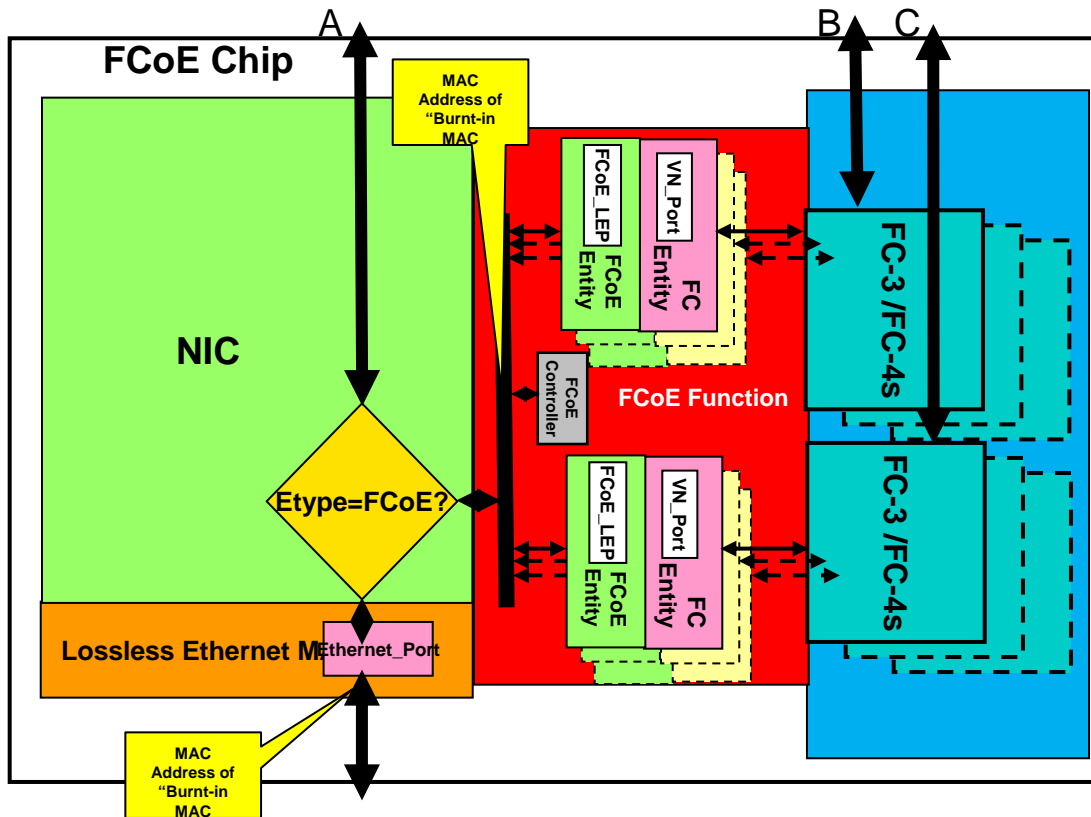 A
B
C
FCoE Chip
MAC
Address of
“Burnt-in
MAC
NIC
Etype=FCoE?
Lossless Ethernet M
Ethernet_Port
MAC
Address of
“Burnt-in
MAC
FCoE_LEP
FCoE
Entity
VN_Port
FC
Entity
FCoE
Controller
FCoE Function
FCoE_LEP
FCoE
Entity
VN_Port
FC
Entity
FC-3 /FC-4s
FC-3 /FC-4s